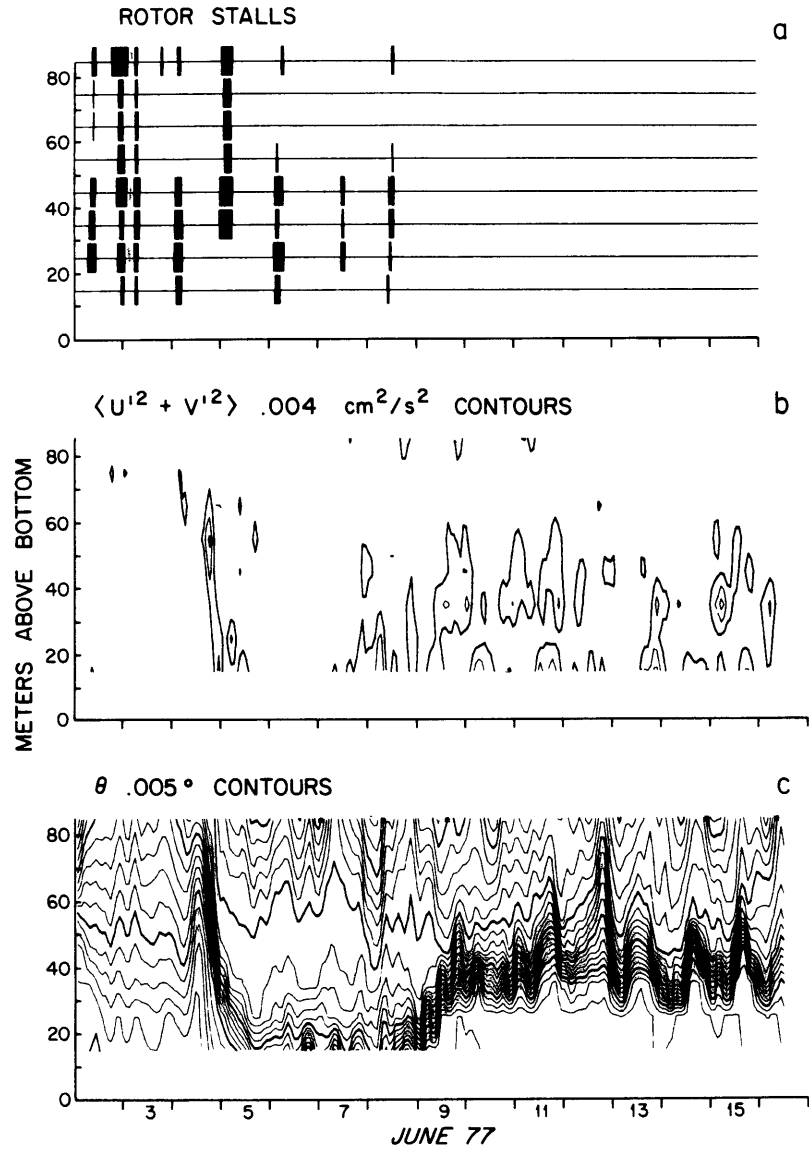 ROTOR STALLS
a
80
60
40
20
0
⟨U'² + V'²⟩ .004 cm²/s² CONTOURS
b
80
60
40
20
0
METERS ABOVE BOTTOM
θ .005° CONTOURS
c
80
60
40
20
0
3 5 7 9 11 13 15
JUNE 77